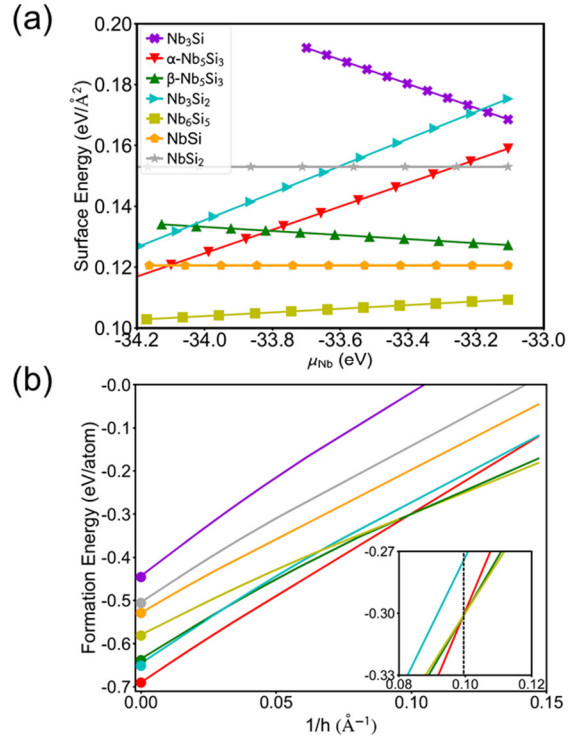 (a)
Surface Energy (eV/Å²)
0.20
0.18
0.16
0.14
0.12
0.10
Nb₃Si
α-Nb₅Si₃
β-Nb₅Si₃
Nb₃Si₂
Nb₆Si₅
NbSi
NbSi₂
-34.2 -34.0 -33.8 -33.6 -33.4 -33.2 -33.0
μNb (eV)
(b)
Formation Energy (eV/atom)
-0.0
-0.1
-0.2
-0.3
-0.4
-0.5
-0.6
-0.7
-0.27
-0.30
-0.33
0.08 0.10 0.12
0.00 0.05 0.10 0.15
1/h (Å⁻¹)